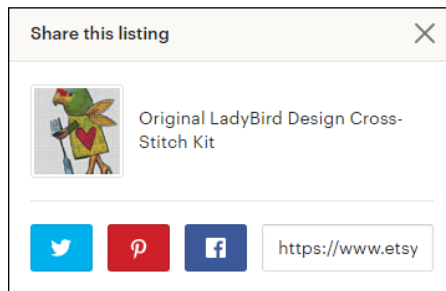 Share this listing
Original LadyBird Design Cross-
Stitch Kit
https://www.etsy